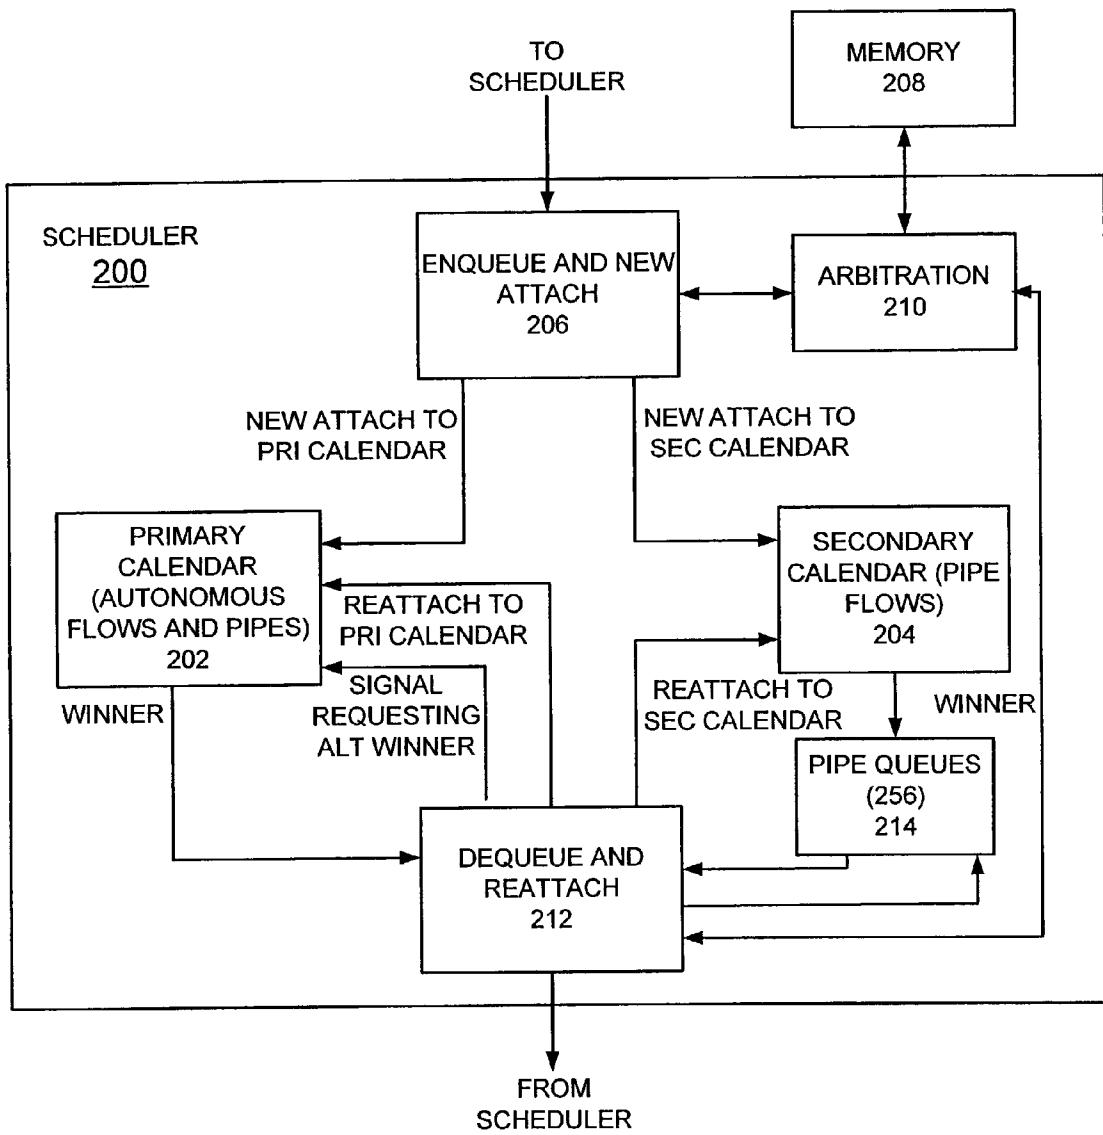 TO
SCHEDULER
MEMORY
208
SCHEDULER
200
ENQUEUE AND NEW
ATTACH
206
ARBITRATION
210
NEW ATTACH TO
PRI CALENDAR
NEW ATTACH TO
SEC CALENDAR
PRIMARY
CALENDAR
(AUTONOMOUS
FLOWS AND PIPES)
202
SECONDARY
CALENDAR (PIPE
FLOWS)
204
REATTACH TO
PRI CALENDAR
WINNER
SIGNAL
REQUESTING
ALT WINNER
REATTACH TO
SEC CALENDAR
WINNER
PIPE QUEUES
(256)
214
DEQUEUE AND
REATTACH
212
FROM
SCHEDULER